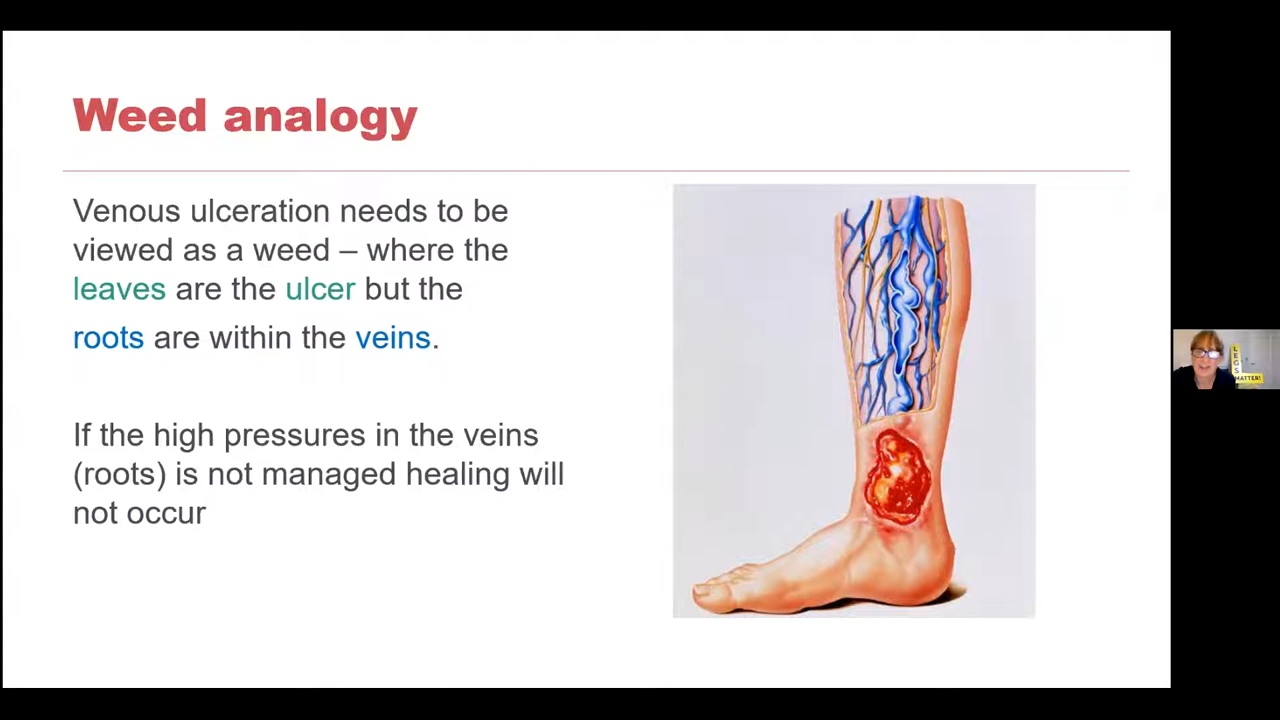 Weed analogy
Venous ulceration needs to be
viewed as a weed – where the
leaves are the ulcer but the
roots are within the veins.
If the high pressures in the veins
(roots) is not managed healing will
not occur
LEGS
MATTER!